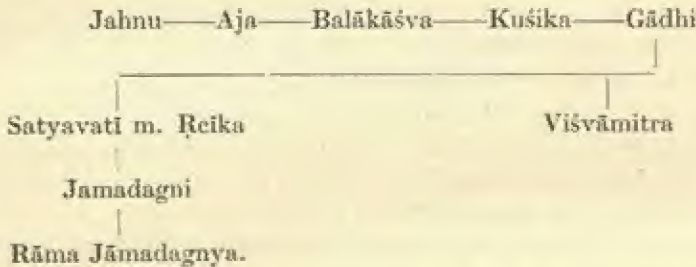 Jahnu——Aja——Balākāśva——Kuśika——Gādhi
Satyavatī m. Ṛcika Viśvāmitra
Jamadagni
Rāma Jāmadagnya.